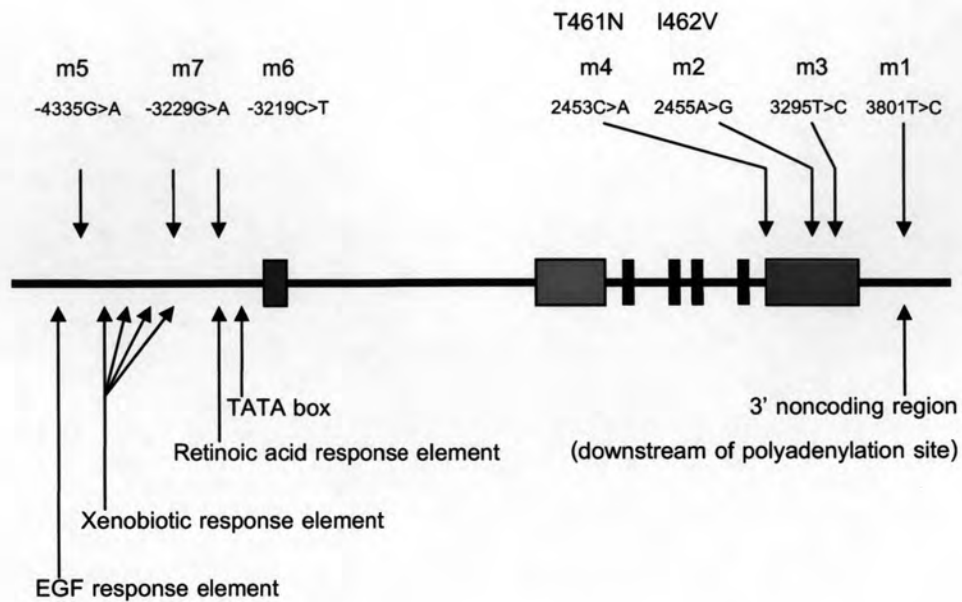 T461N I462V
m5 m7 m6 m4 m2 m3 m1
-4335G>A -3229G>A -3219C>T 2453C>A 2455A>G 3295T>C 3801T>C
TATA box
3' noncoding region
Retinoic acid response element
(downstream of polyadenylation site)
Xenobiotic response element
EGF response element